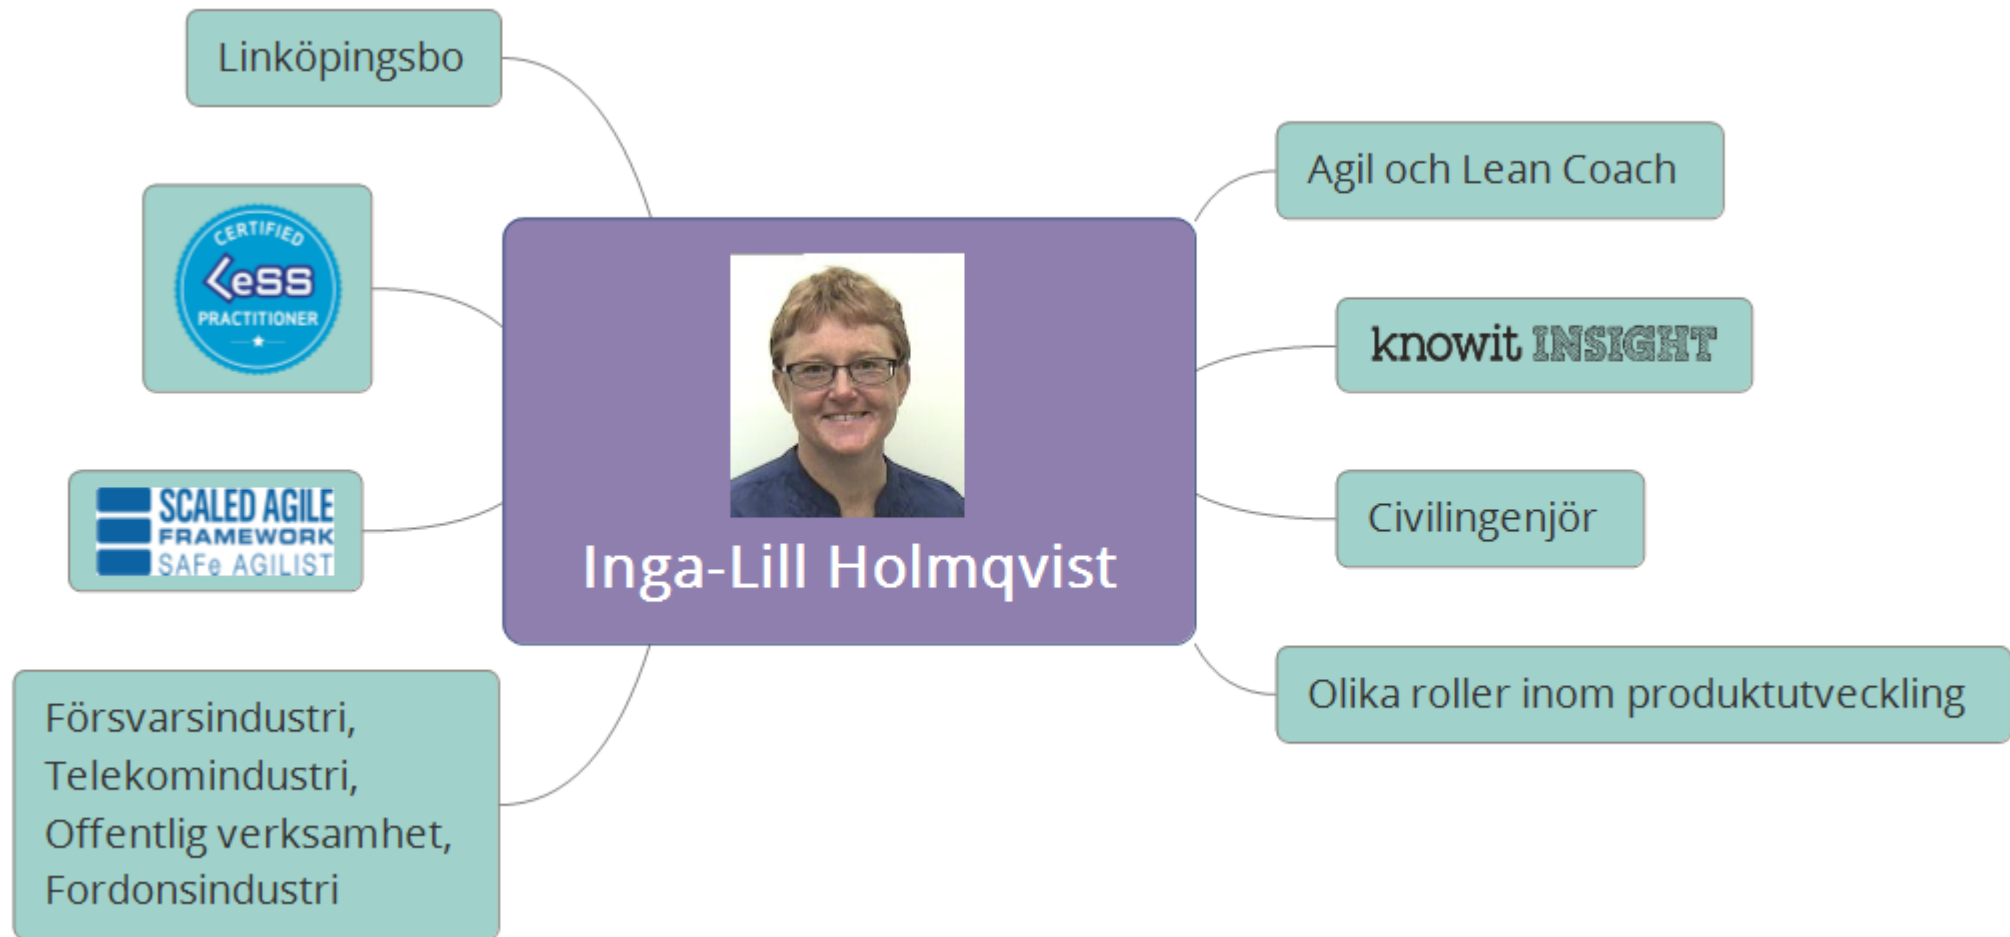 Linköpingsbo
CERTIFIED
LeSS
PRACTITIONER
SCALED AGILE
FRAMEWORK
SAFe AGILIST
Försvarsindustri,
Telekomindustri,
Offentlig verksamhet,
Fordonsindustri
Inga-Lill Holmqvist
Agil och Lean Coach
knowit INSIGHT
Civilingenjör
Olika roller inom produktutveckling